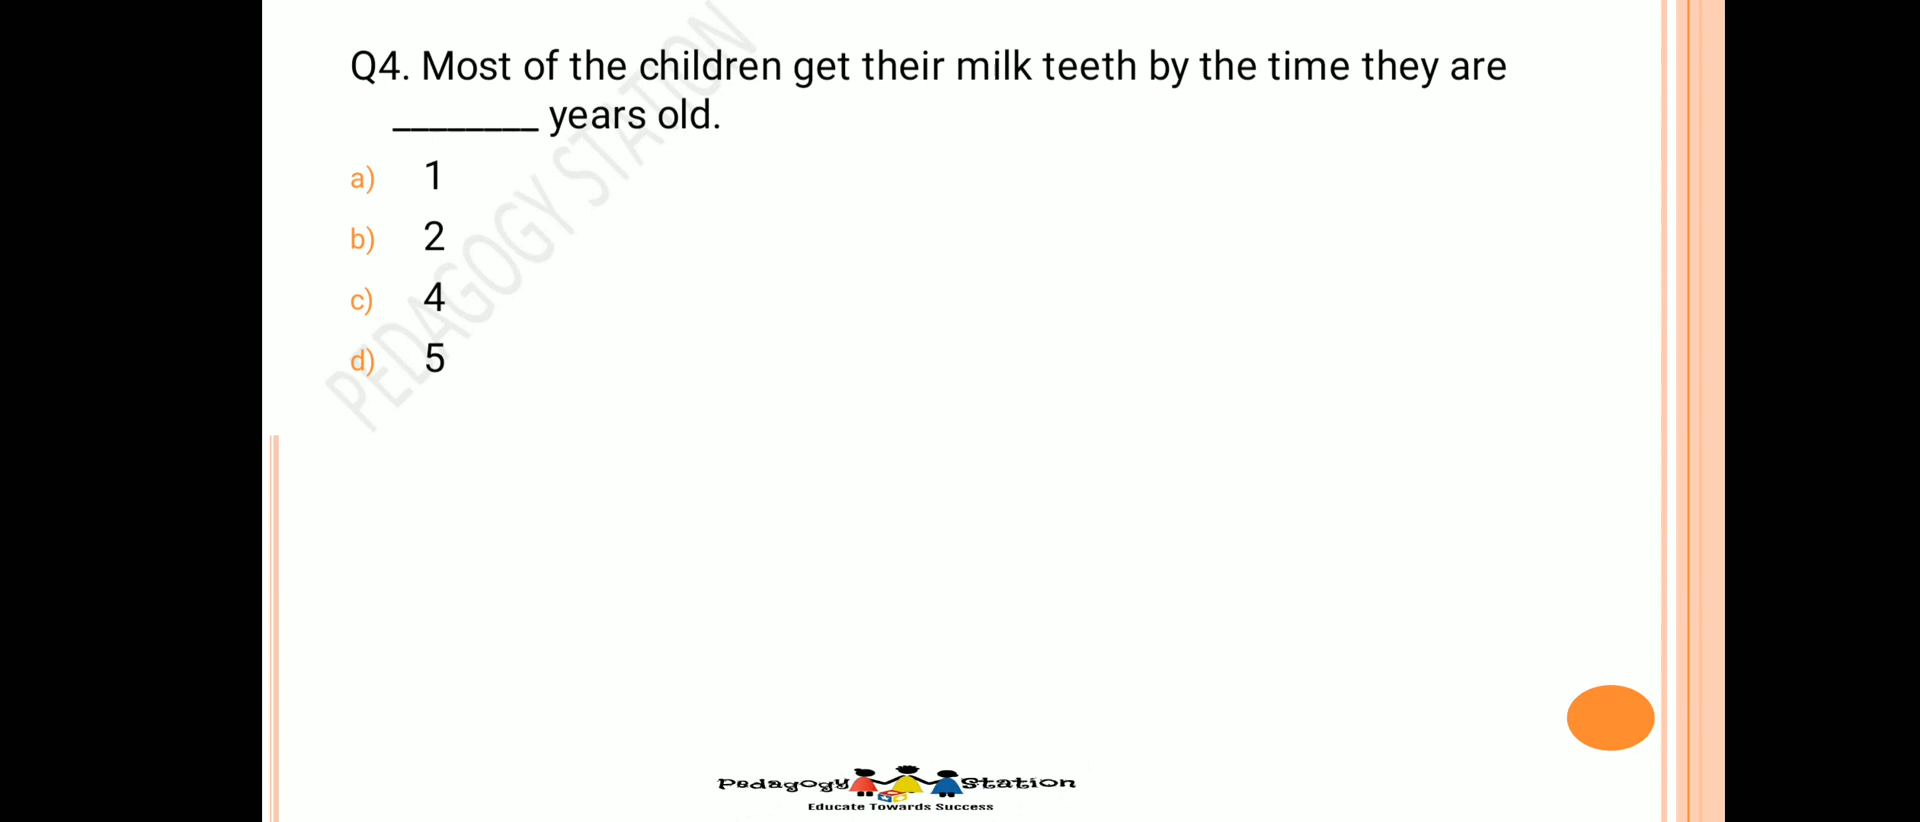 Q4. Most of the children get their milk teeth by the time they are
________ years old.
a) 1
b) 2
c) 4
d) 5
PEDAGOGY STATION
Pedagogy Station
Educate Towards Success